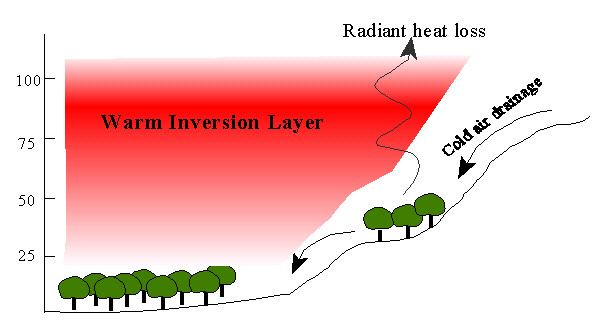 Radiant heat loss
100
Cold air drainage
Warm Inversion Layer
75
50
25